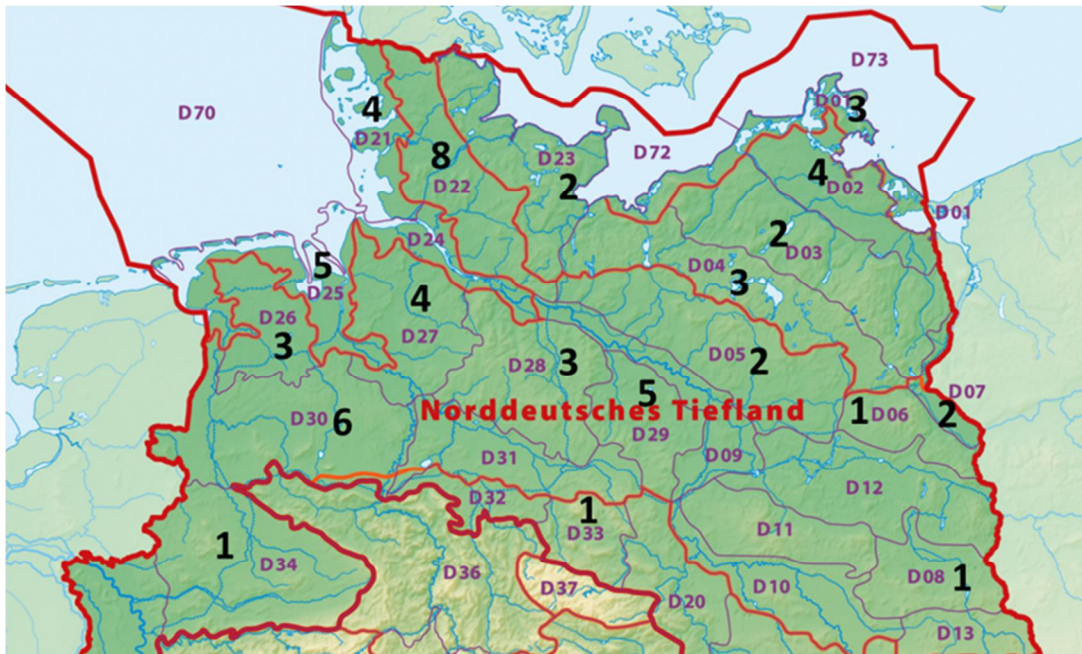 D73
D70
4
D01
3
D21
8
D23
D72
D22
2
4
D02
D01
D24
2
D03
5
D25
D04
3
4
D26
D27
3
D28
3
D05
2
5
D07
Norddeutsches Tiefland
1
D06
2
D30
6
D29
D31
D09
D32
D12
1
D33
D11
1
D34
D36
D37
D10
D08
1
D20
D13